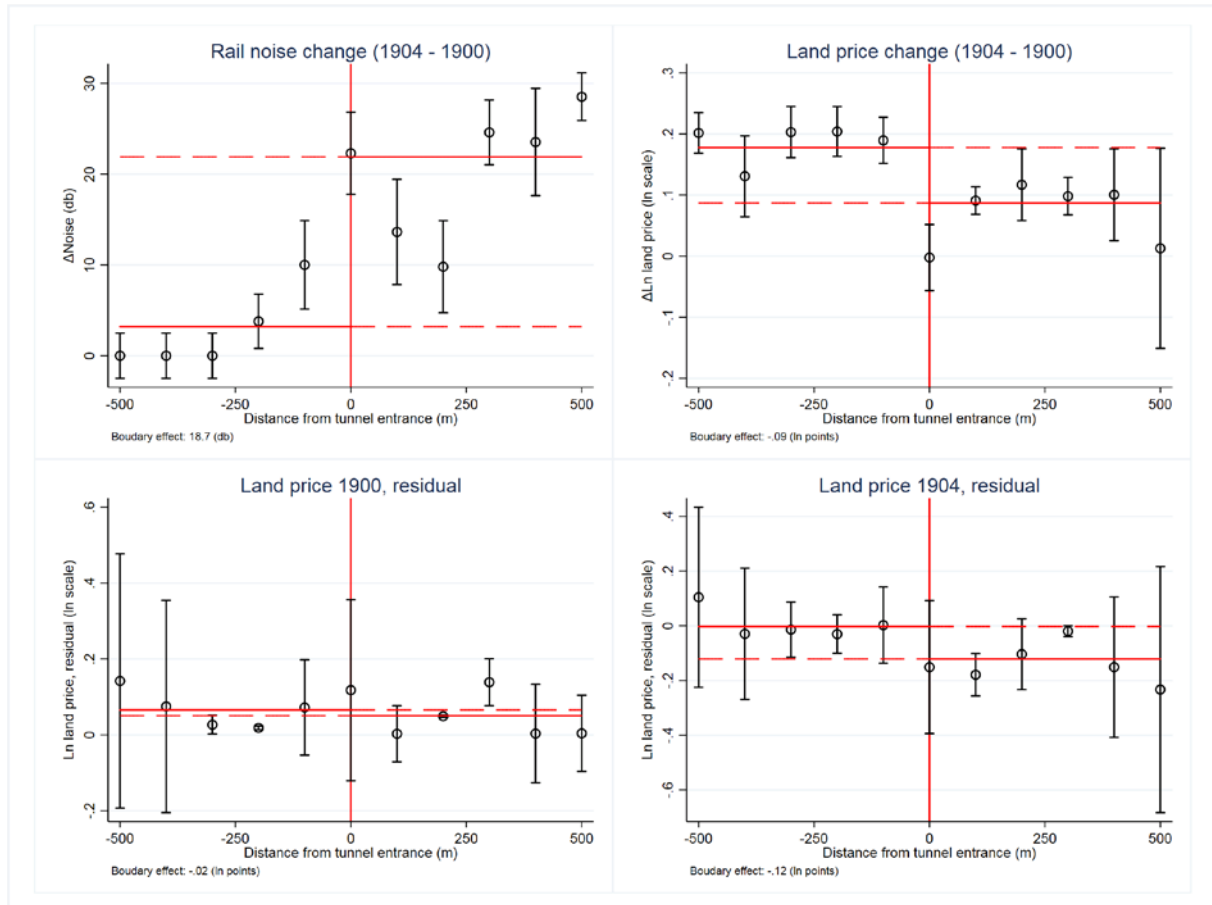 Rail noise change (1904 - 1900)
ΔNoise (db)
30
20
10
0
-500
-250
0
250
500
Distance from tunnel entrance (m)
Boudary effect: 18.7 (db)
Land price change (1904 - 1900)
ΔLn land price (ln scale)
.3
.2
.1
0
-.1
-.2
-500
-250
0
250
500
Distance from tunnel entrance (m)
Boudary effect: -.09 (ln points)
Land price 1900, residual
Ln land price, residual (ln scale)
.6
.4
.2
0
-.2
-500
-250
0
250
500
Distance from tunnel entrance (m)
Boudary effect: -.02 (ln points)
Land price 1904, residual
Ln land price, residual (ln scale)
.4
.2
0
-.2
-.4
-.6
-500
-250
0
250
500
Distance from tunnel entrance (m)
Boudary effect: -.12 (ln points)